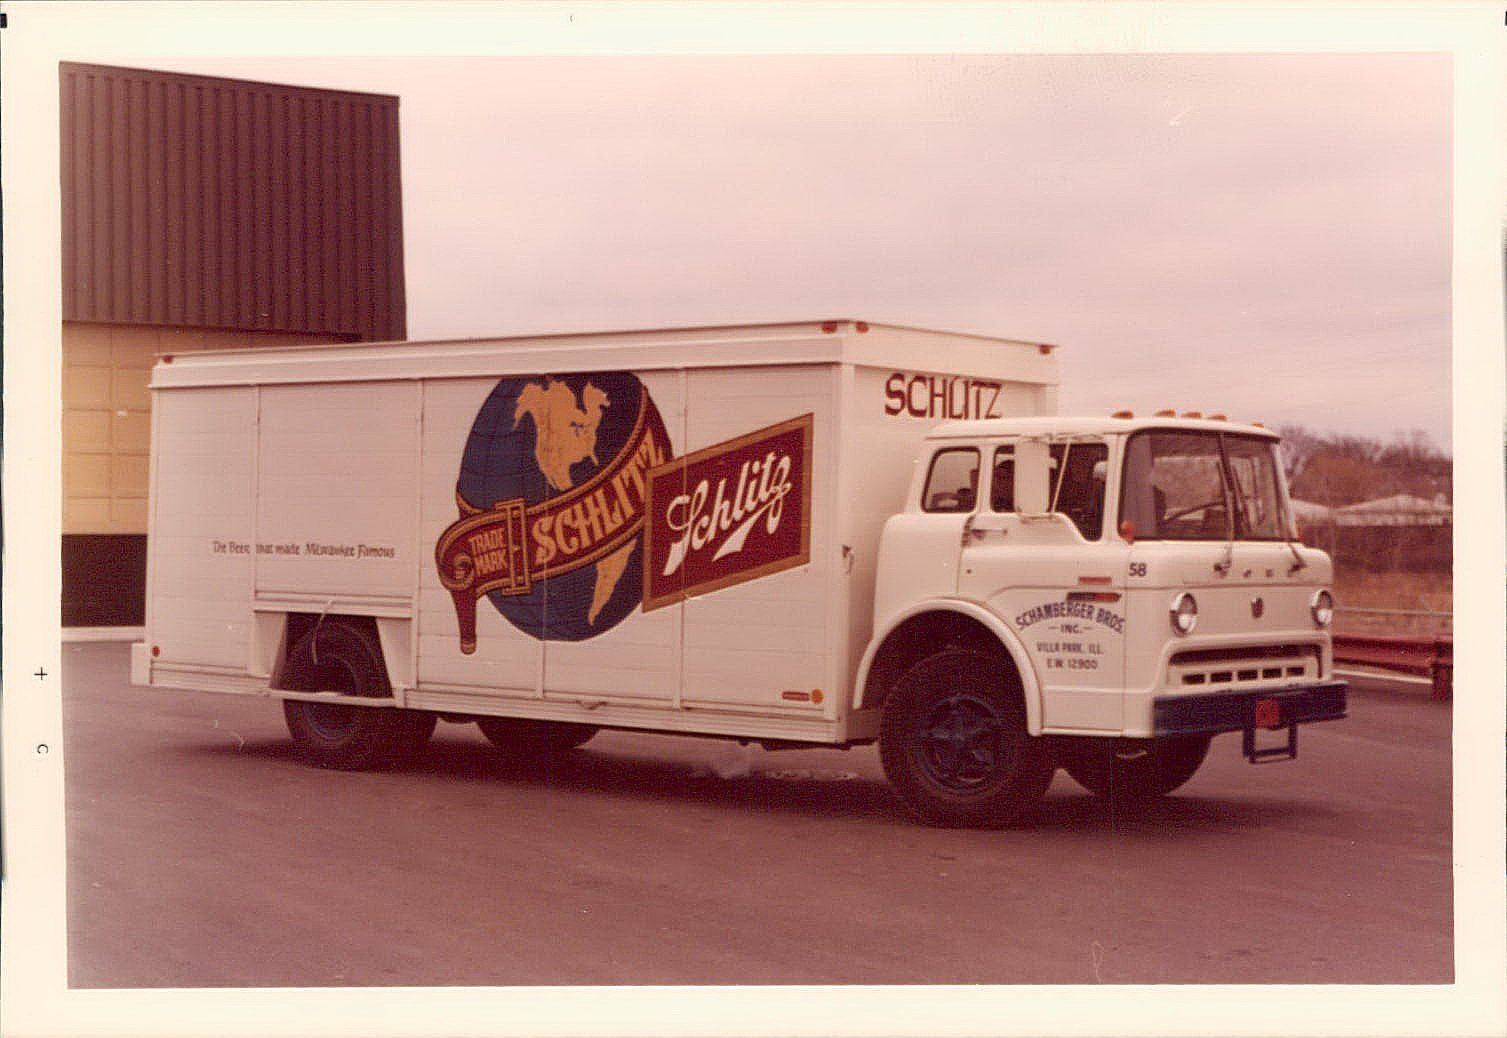 SCHLITZ
The Beer that made Milwaukee Famous
TRADE
MARK
SCHLITZ
Schlitz
58
SCHAMBERGER BROS.
—INC.—
VILLA PARK, ILL.
E.W. 12900
FORD
+
C